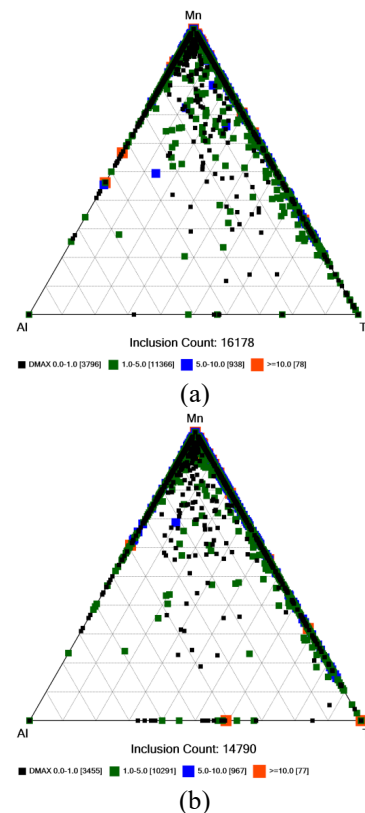 Mn
Al T
Inclusion Count: 16178
DMAX 0.0-1.0 [3796] 1.0-5.0 [11366] 5.0-10.0 [938] >=10.0 [78]
(a)
Mn
Al T
Inclusion Count: 14790
DMAX 0.0-1.0 [3455] 1.0-5.0 [10291] 5.0-10.0 [967] >=10.0 [77]
(b)